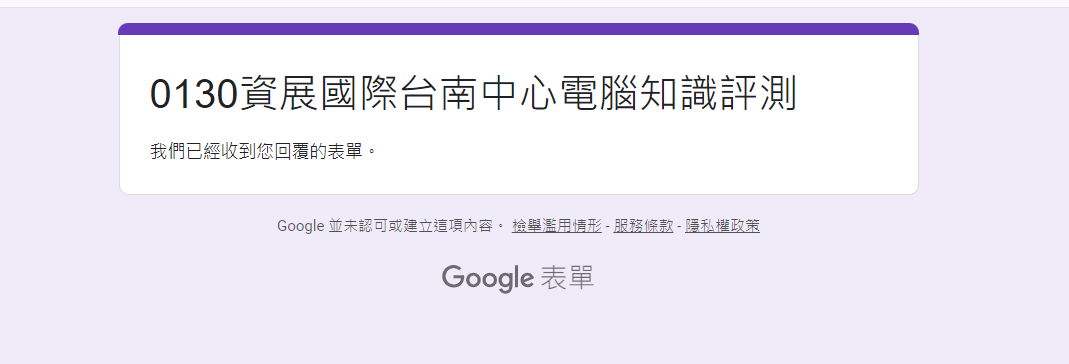 0130資展國際台南中心電腦知識評測
我們已經收到您回覆的表單。
Google 並未認可或建立這項內容。 檢舉濫用情形 - 服務條款 - 隱私權政策
Google 表單